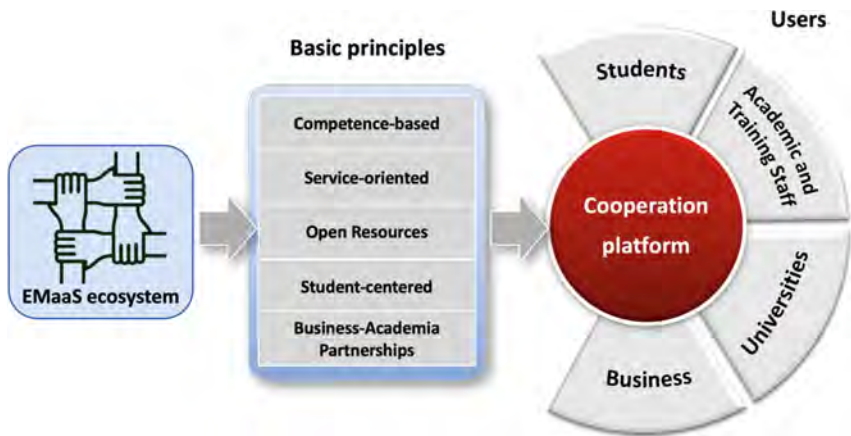 EMaaS ecosystem
Basic principles
Competence-based
Service-oriented
Open Resources
Student-centered
Business-Academia
Partnerships
Users
Students
Academic and
Training Staff
Universities
Business
Cooperation
platform